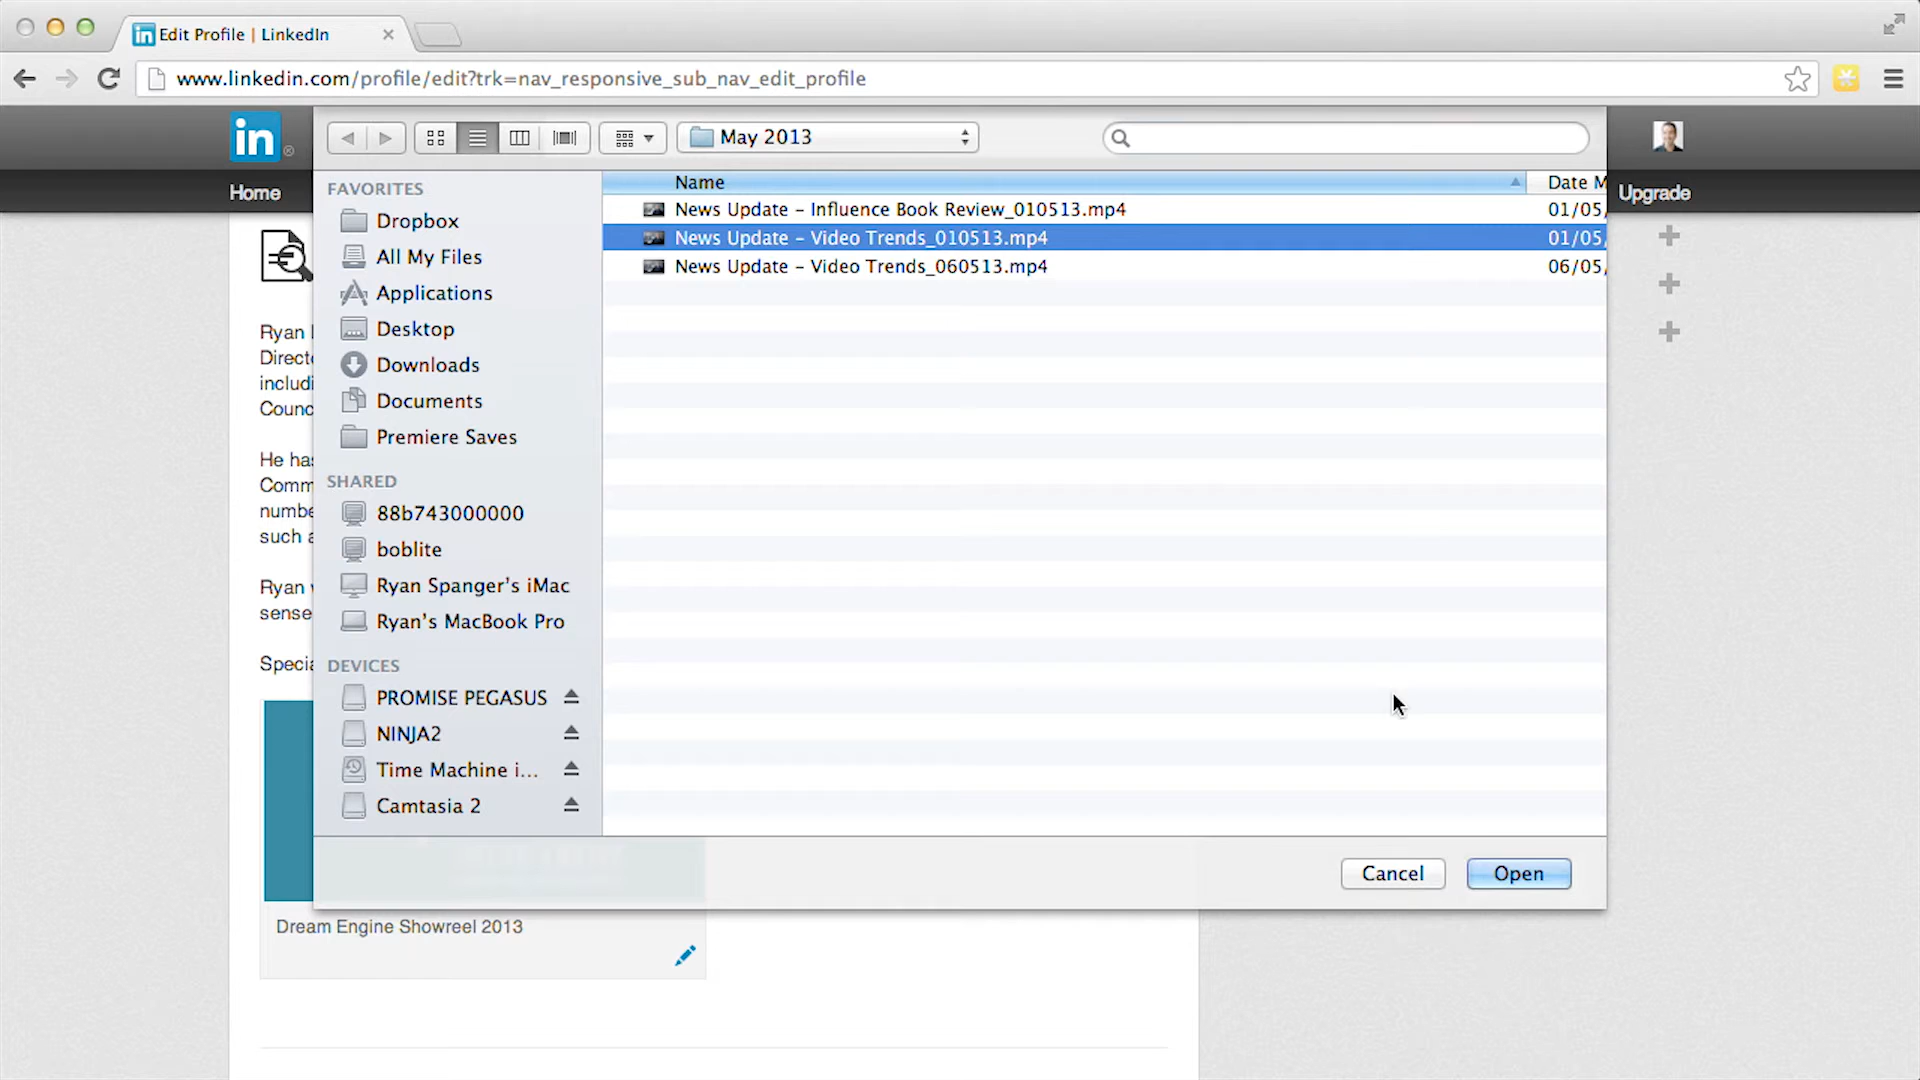 Edit Profile | LinkedIn
www.linkedin.com/profile/edit?trk=nav_responsive_sub_nav_edit_profile
in
May 2013
Home
Upgrade
FAVORITES
Dropbox
All My Files
Applications
Desktop
Downloads
Documents
Premiere Saves
SHARED
88b743000000
boblite
Ryan Spanger's iMac
Ryan's MacBook Pro
DEVICES
PROMISE PEGASUS
NINJA2
Time Machine i...
Camtasia 2
Name
Date M
News Update – Influence Book Review_010513.mp4
01/05/
News Update – Video Trends_010513.mp4
01/05/
News Update – Video Trends_060513.mp4
06/05/
Ryan
Directo
includi
Counc
He has
Comm
numbe
such a
Ryan
sense
Specia
Cancel
Open
Dream Engine Showreel 2013